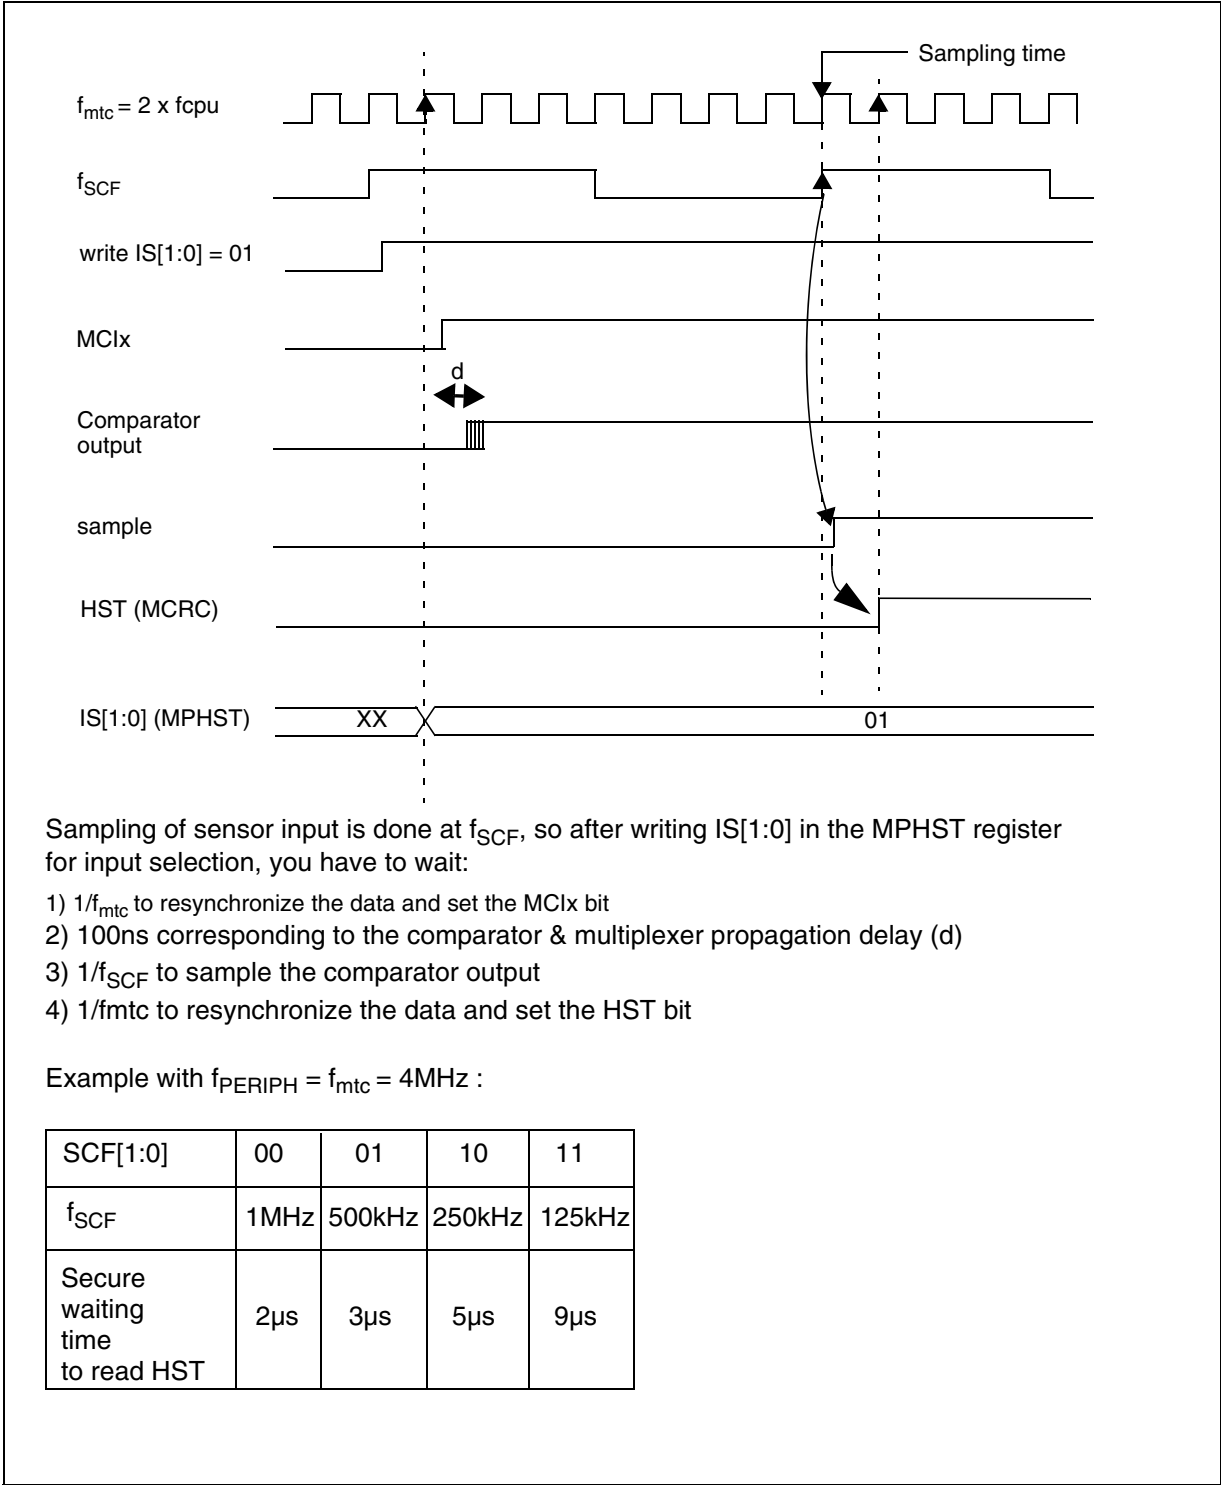 Sampling time
fmtc = 2 x fcpu
fSCF
write IS[1:0] = 01
MCIx
d
Comparator
output
sample
HST (MCRC)
IS[1:0] (MPHST)
XX
01
Sampling of sensor input is done at fSCF, so after writing IS[1:0] in the MPHST register
for input selection, you have to wait:
1) 1/fmtc to resynchronize the data and set the MCIx bit
2) 100ns corresponding to the comparator & multiplexer propagation delay (d)
3) 1/fSCF to sample the comparator output
4) 1/fmtc to resynchronize the data and set the HST bit
Example with fPERIPH = fmtc = 4MHz :
SCF[1:0] 00 01 10 11
fSCF 1MHz 500kHz 250kHz 125kHz
Secure
waiting
time
to read HST
2µs 3µs 5µs 9µs